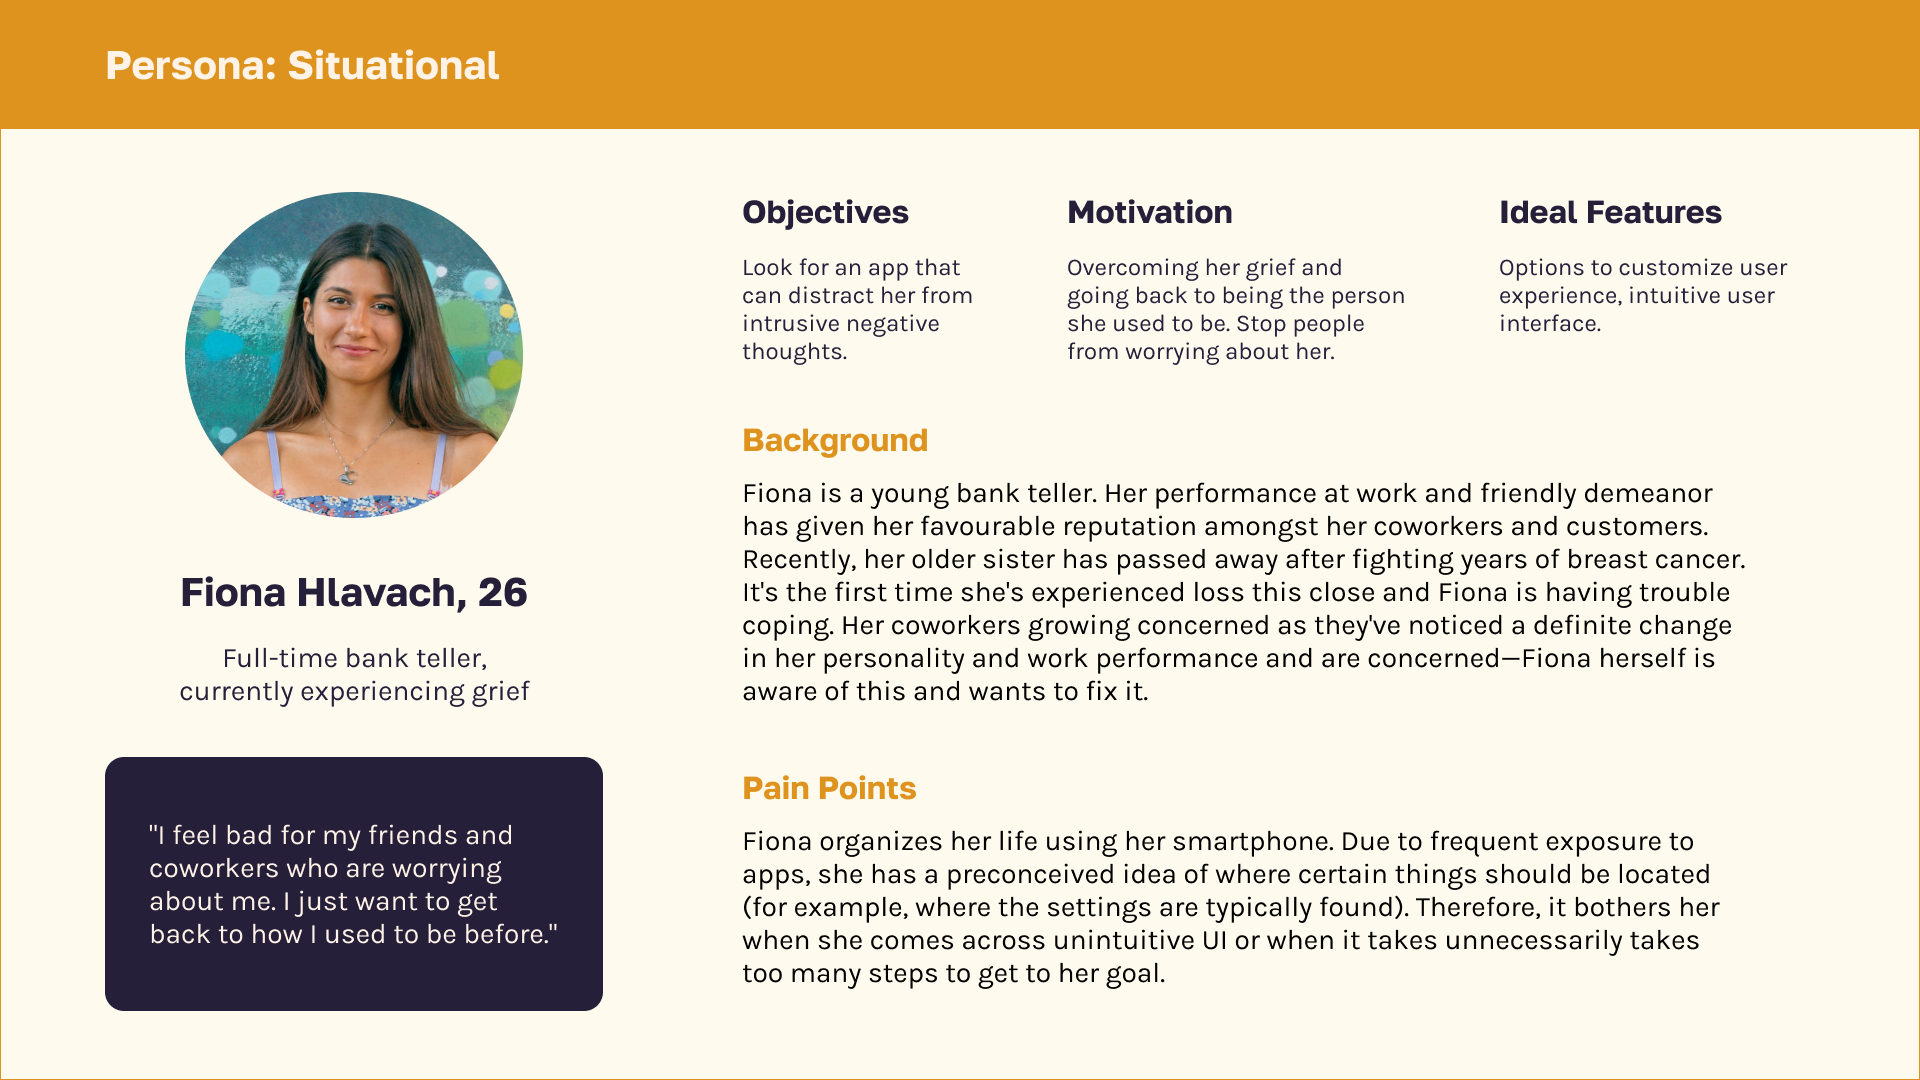 Persona: Situational
Fiona Hlavach, 26
Full-time bank teller,
currently experiencing grief
"I feel bad for my friends and
coworkers who are worrying
about me. I just want to get
back to how I used to be before."
Objectives
Look for an app that
can distract her from
intrusive negative
thoughts.
Motivation
Overcoming her grief and
going back to being the person
she used to be. Stop people
from worrying about her.
Ideal Features
Options to customize user
experience, intuitive user
interface.
Background
Fiona is a young bank teller. Her performance at work and friendly demeanor
has given her favourable reputation amongst her coworkers and customers.
Recently, her older sister has passed away after fighting years of breast cancer.
It's the first time she's experienced loss this close and Fiona is having trouble
coping. Her coworkers growing concerned as they've noticed a definite change
in her personality and work performance and are concerned—Fiona herself is
aware of this and wants to fix it.
Pain Points
Fiona organizes her life using her smartphone. Due to frequent exposure to
apps, she has a preconceived idea of where certain things should be located
(for example, where the settings are typically found). Therefore, it bothers her
when she comes across unintuitive UI or when it takes unnecessarily takes
too many steps to get to her goal.